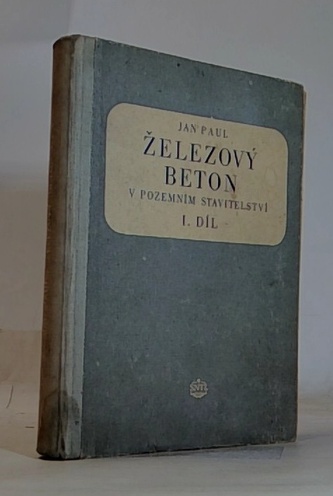 JAN PAUL
ŽELEZOVÝ
BETON
V POZEMNÍM STAVITELSTVÍ
I. DÍL
SNTL